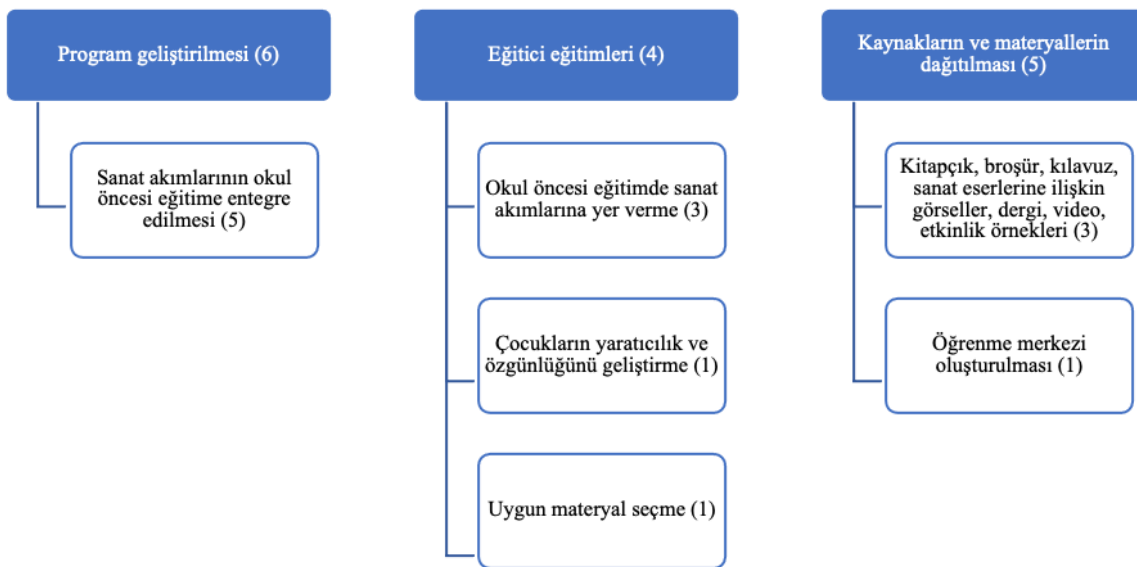 Program geliştirilmesi (6)
Sanat akımlarının okul
öncesi eğitime entegre
edilmesi (5)
Eğitici eğitimleri (4)
Okul öncesi eğitimde sanat
akımlarına yer verme (3)
Çocukların yaratıcılık ve
özgünlüğünü geliştirme (1)
Uygun materyal seçme (1)
Kaynakların ve materyallerin
dağıtılması (5)
Kitapçık, broşür, kılavuz,
sanat eserlerine ilişkin
görseller, dergi, video,
etkinlik örnekleri (3)
Öğrenme merkezi
oluşturulması (1)